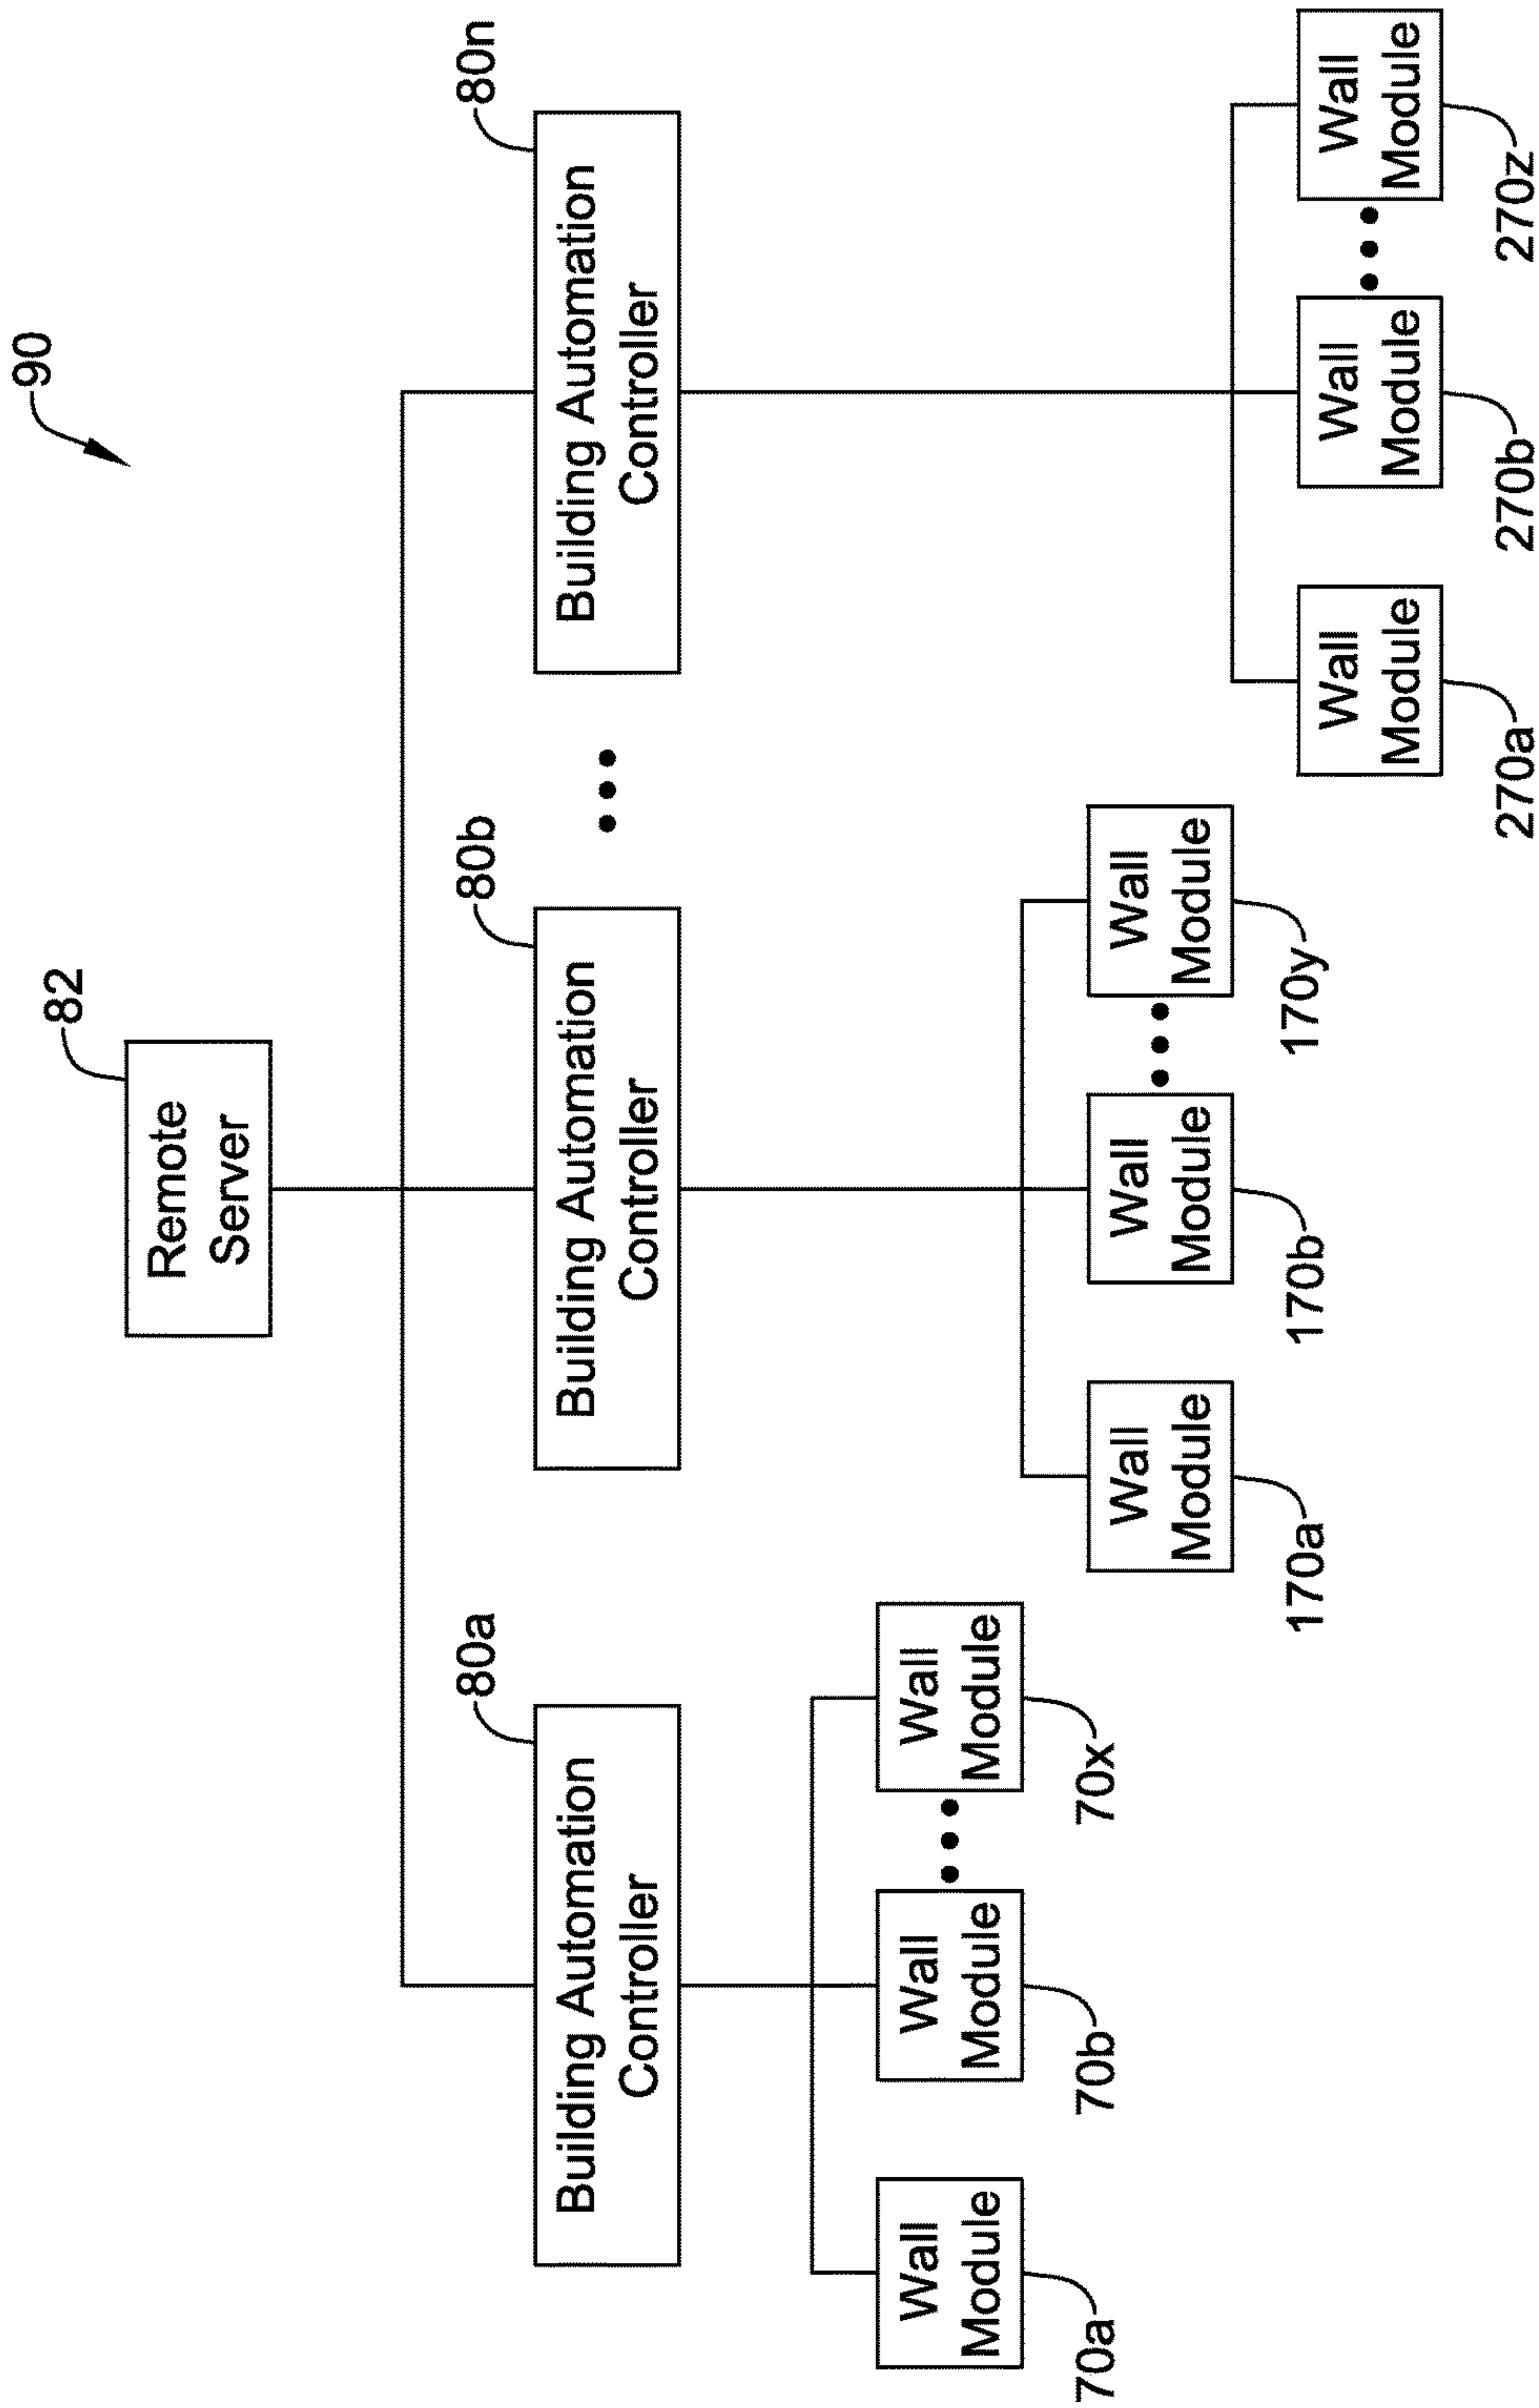 90
82
Remote
Server
80a
80b
80n
Building Automation
Controller
Building Automation
Controller
Building Automation
Controller
Wall
Module
Wall
Module
Wall
Module
70a
70b
70x
Wall
Module
Wall
Module
Wall
Module
170a
170b
170y
Wall
Module
Wall
Module
Wall
Module
270a
270b
270z